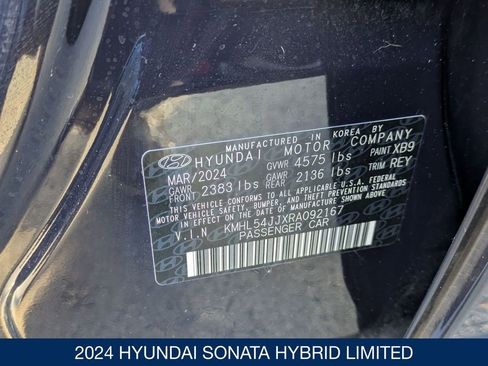 MANUFACTURED IN KOREA BY
HYUNDAI MOTOR COMPANY
MAR/2024 GVWR 4575 lbs PAINT XB9
GAWR FRONT 2383 lbs GAWR REAR 2136 lbs TRIM REY
THIS VEHICLE CONFORMS TO ALL APPLICABLE U.S.A. FEDERAL
MOTOR VEHICLE SAFETY, BUMPER, AND THEFT PREVENTION
STANDARDS IN EFFECT ON THE DATE OF MANUFACTURE SHOWN ABOVE.
V.I.N KMHL54JJXRA092167
PASSENGER CAR
2024 HYUNDAI SONATA HYBRID LIMITED